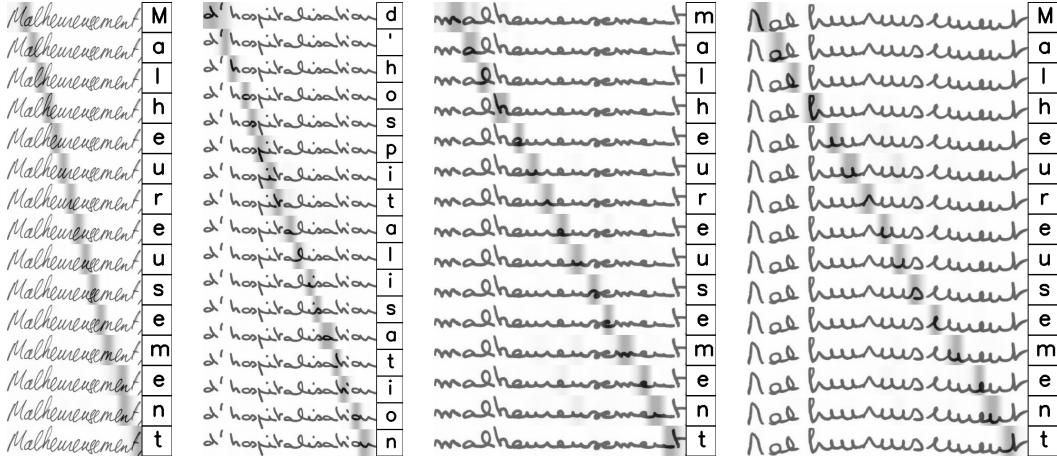 Malheureusement, M
Malheureusement, a
Malheureusement, l
Malheureusement, h
Malheureusement, e
Malheureusement, u
Malheureusement, r
Malheureusement, e
Malheureusement, u
Malheureusement, s
Malheureusement, e
Malheureusement, m
Malheureusement, e
Malheureusement, n
Malheureusement, t
d'hospitalisation d
d'hospitalisation '
d'hospitalisation h
d'hospitalisation o
d'hospitalisation s
d'hospitalisation p
d'hospitalisation i
d'hospitalisation t
d'hospitalisation a
d'hospitalisation l
d'hospitalisation i
d'hospitalisation s
d'hospitalisation a
d'hospitalisation t
d'hospitalisation i
d'hospitalisation o
d'hospitalisation n
malheureusement m
malheureusement a
malheureusement l
malheureusement h
malheureusement e
malheureusement u
malheureusement r
malheureusement e
malheureusement u
malheureusement s
malheureusement e
malheureusement m
malheureusement e
malheureusement n
malheureusement t
Malheureusement M
Malheureusement a
Malheureusement l
Malheureusement h
Malheureusement e
Malheureusement u
Malheureusement r
Malheureusement e
Malheureusement u
Malheureusement s
Malheureusement e
Malheureusement m
Malheureusement e
Malheureusement n
Malheureusement t